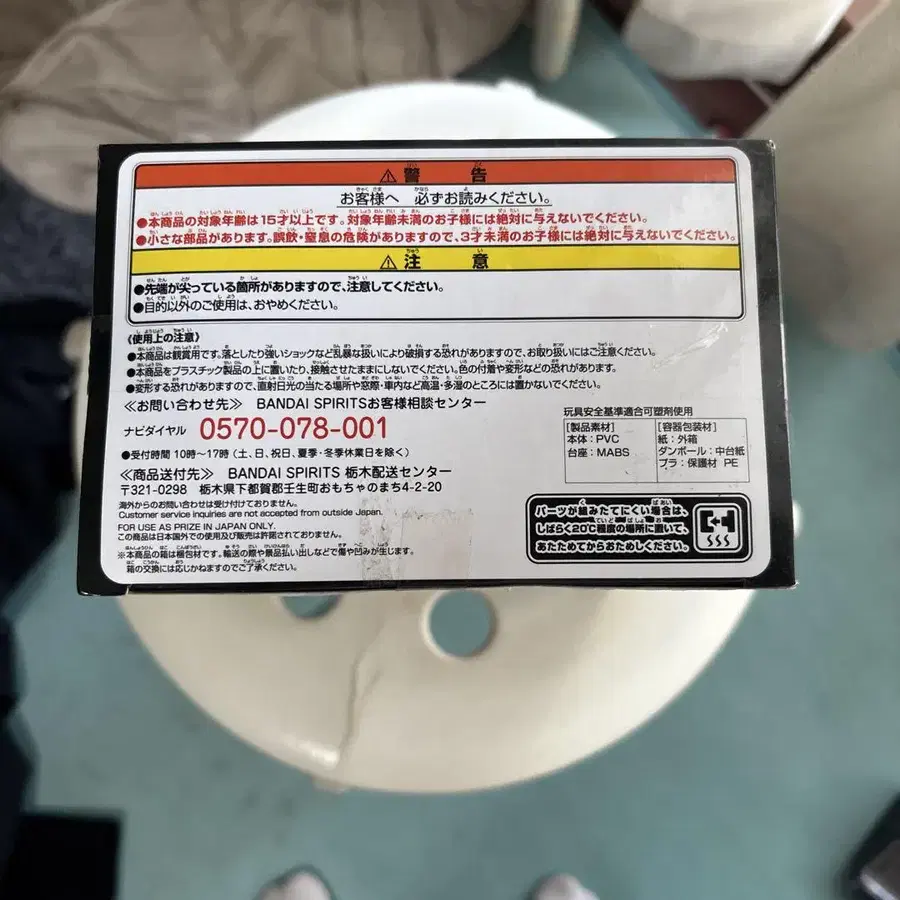 ⚠警 告
お客様へ 必ずお読みください。
●本商品の対象年齢は15才以上です。対象年齢未満のお子様には絶対に与えないでください。
●小さな部品があります。誤飲・窒息の危険がありますので、3才未満のお子様には絶対に与えないでください。
⚠注 意
●先端が尖っている箇所がありますので、注意してください。
●目的以外のご使用は、おやめください。
《使用上の注意》
●本商品は観賞用です。落としたり強いショックなど乱暴な扱いにより破損する恐れがありますので、お取り扱いにはご注意ください。
●本商品をプラスチック製品の上に置いたり、接触させたままにしないでください。色の付着や変形などの恐れがあります。
●変形する恐れがありますので、直射日光の当たる場所や窓際・車内など高温・多湿のところには置かないでください。
≪お問い合わせ先≫ BANDAI SPIRITSお客様相談センター
ナビダイヤル 0570-078-001
●受付時間 10時〜17時(土、日、祝日、夏季・冬季休業日を除く)
≪商品送付先≫ BANDAI SPIRITS 栃木配送センター
〒321-0298 栃木県下都賀郡壬生町おもちゃのまち4-2-20
海外からのお問い合わせは受け付けておりません。
Customer service inquiries are not accepted from outside Japan.
FOR USE AS PRIZE IN JAPAN ONLY.
この商品は日本国外での使用及び販売は許諾されておりません。
※本商品の箱は梱包材です。輸送の際や景品払い出しなどで傷や凹みが生じます。
箱の交換には応じかねますのでご了承ください。
玩具安全基準適合可塑剤使用
[製品素材]
本体:PVC
台座:MABS
[容器包装材]
紙:外箱
ダンボール:中台紙
プラ:保護材 PE
パーツが組みたてにくい場合は、
しばらく20℃程度の場所に置いて、
あたためてからおためしください。